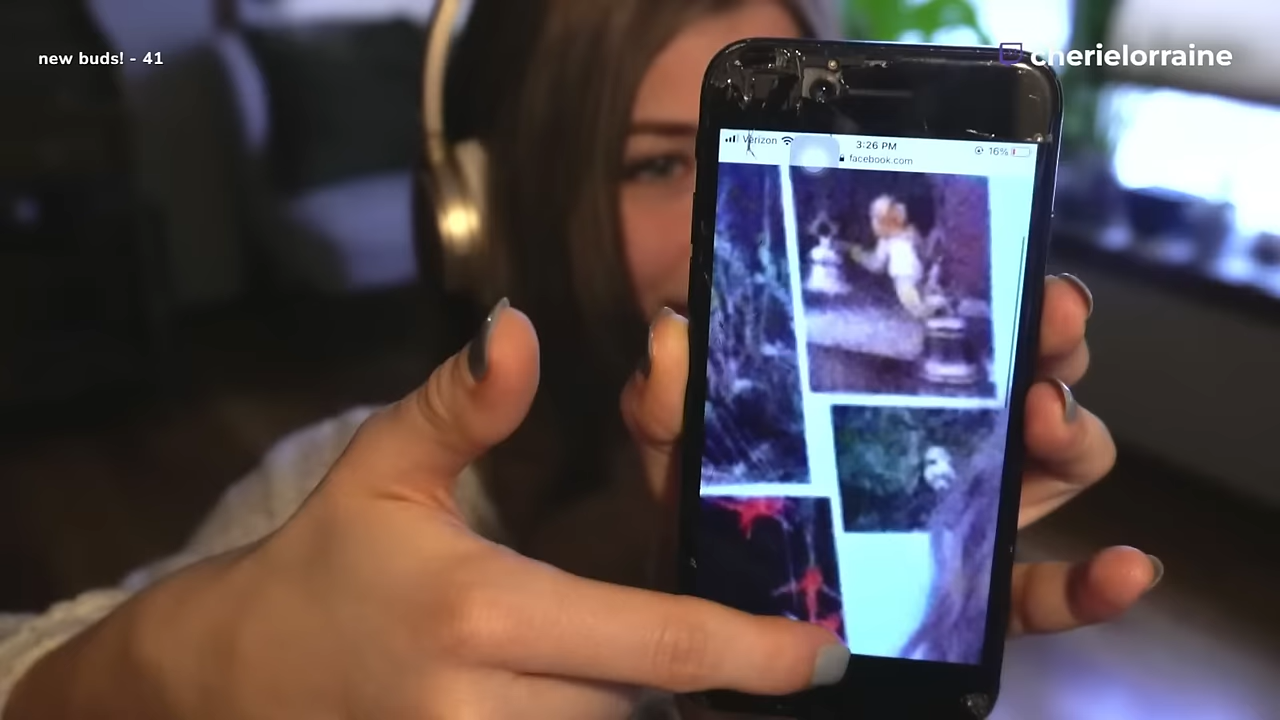 new buds! - 41
cherielorraine
Verizon
3:26 PM
16%
facebook.com